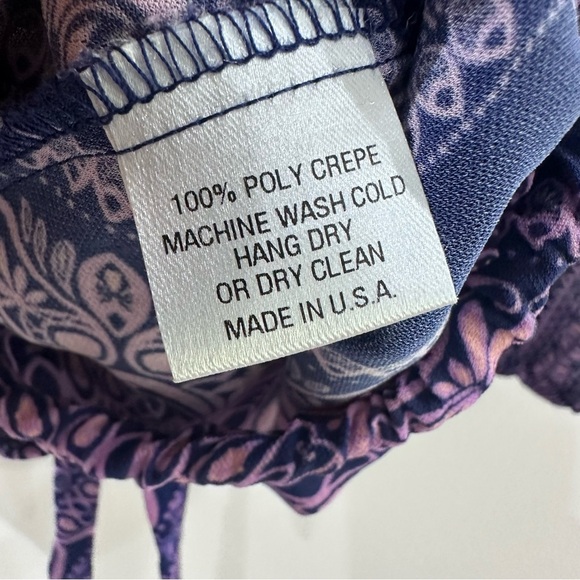 100% POLY CREPE
MACHINE WASH COLD
HANG DRY
OR DRY CLEAN
MADE IN U.S.A.